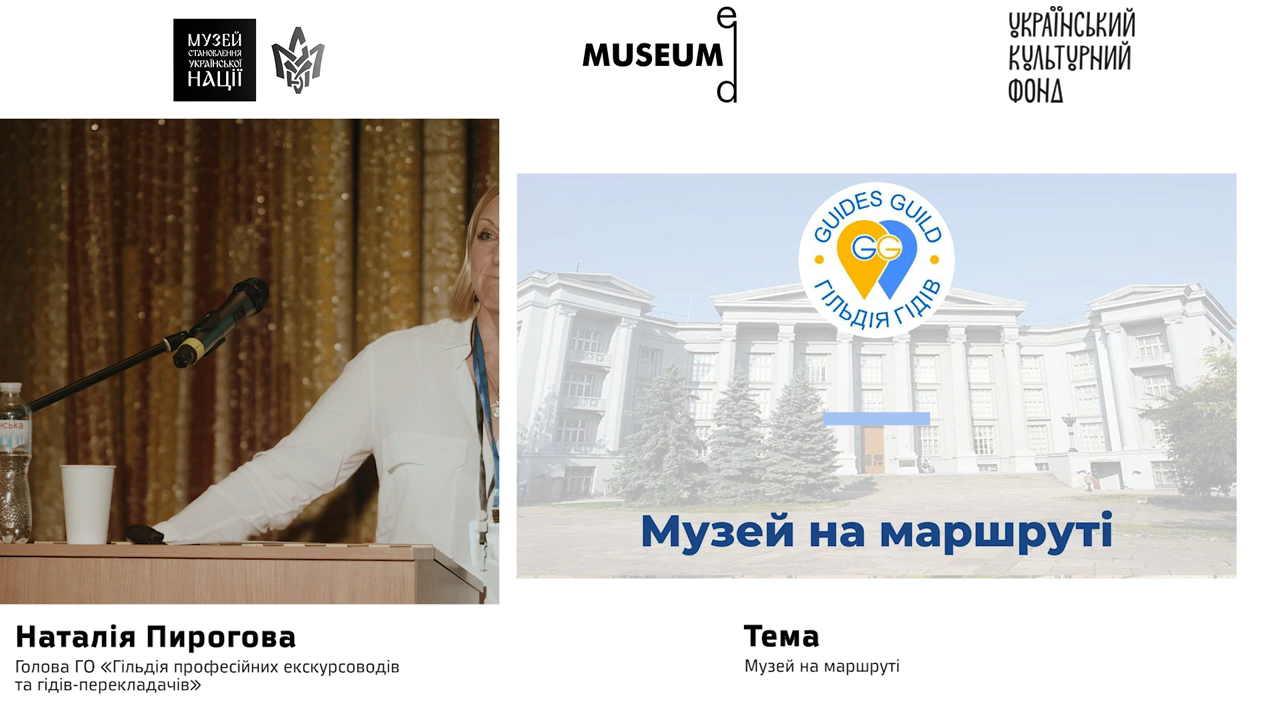 МУЗЕЙ
СТАНОВЛЕННЯ
УКРАЇНСЬКОЇ
НАЦІЇ
MUSEUM
ed
УКРАЇНСЬКИЙ
КУЛЬТУРНИЙ
ФОНД
GUIDES GUILD
GG
ГІЛЬДІЯ ГІДІВ
Музей на маршруті
нська
Наталія Пирогова
Голова ГО «Гільдія професійних екскурсоводів
та гідів-перекладачів»
Тема
Музей на маршруті